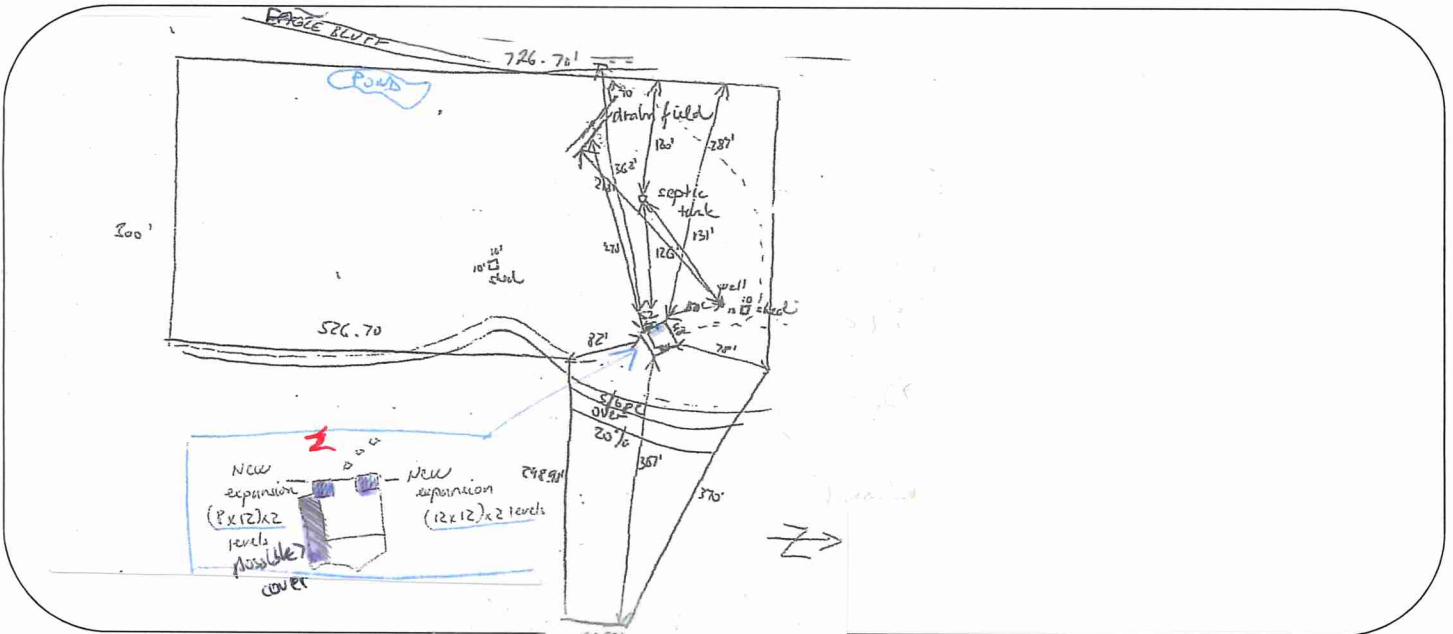 EAGLE BLUFF
726.70'
POND
drain field
120'
287'
362'
septic
tank
300'
131'
126'
10'
10'
shed
well
shed
526.70
82'
slope
over
20%
367'
370'
New
expansion
(8x12)x2
levels
possible
cover
New
expansion
(12x12)x2 levels
Z